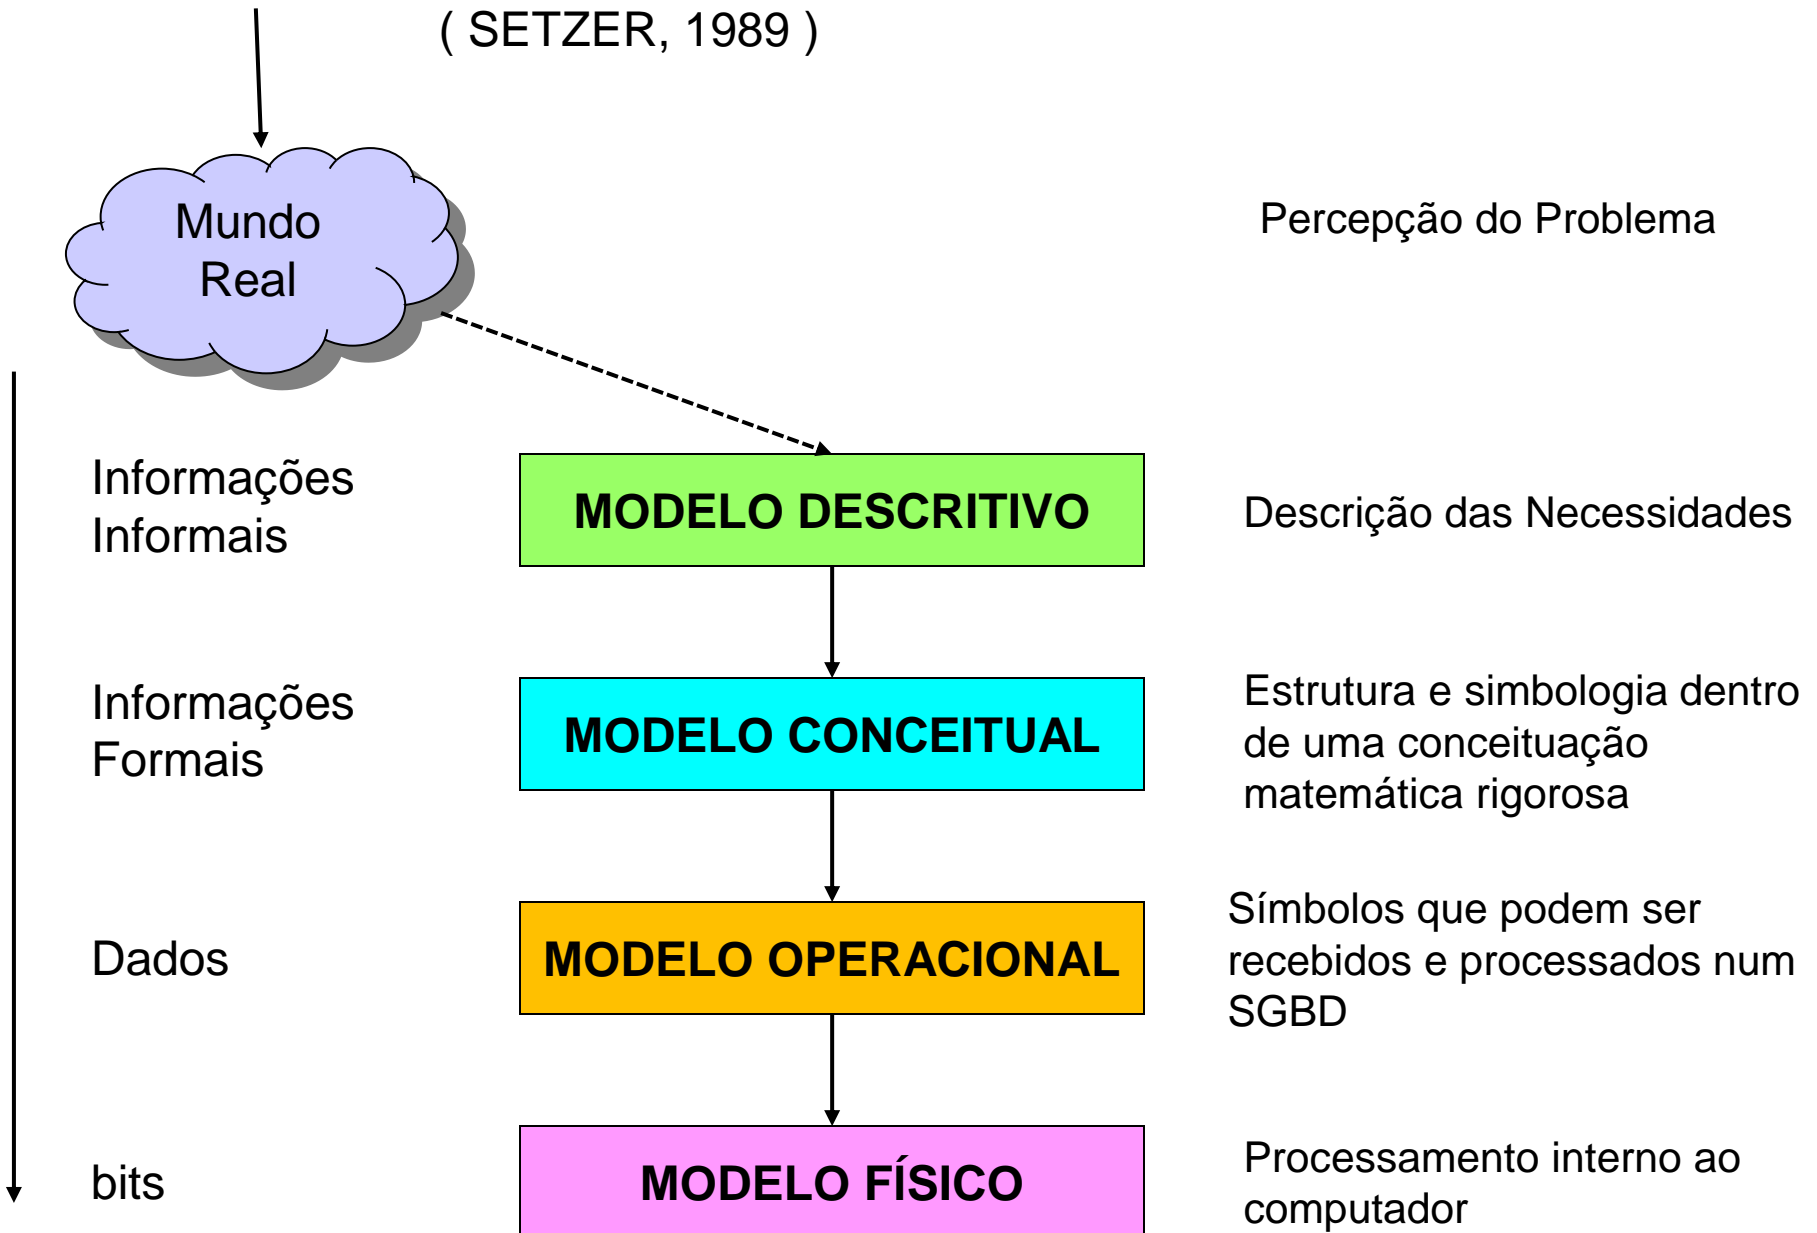 ( SETZER, 1989 )
Mundo
Real
Percepção do Problema
Informações
Informais
MODELO DESCRITIVO
Descrição das Necessidades
Informações
Formais
MODELO CONCEITUAL
Estrutura e simbologia dentro
de uma conceituação
matemática rigorosa
Dados
MODELO OPERACIONAL
Símbolos que podem ser
recebidos e processados num
SGBD
bits
MODELO FÍSICO
Processamento interno ao
computador